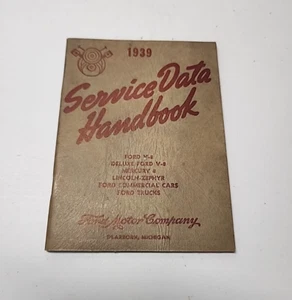 1939
Service Data
Handbook
FORD V-8
DELUXE FORD V-8
MERCURY 8
LINCOLN-ZEPHYR
FORD COMMERCIAL CARS
FORD TRUCKS
Ford Motor Company
DEARBORN, MICHIGAN